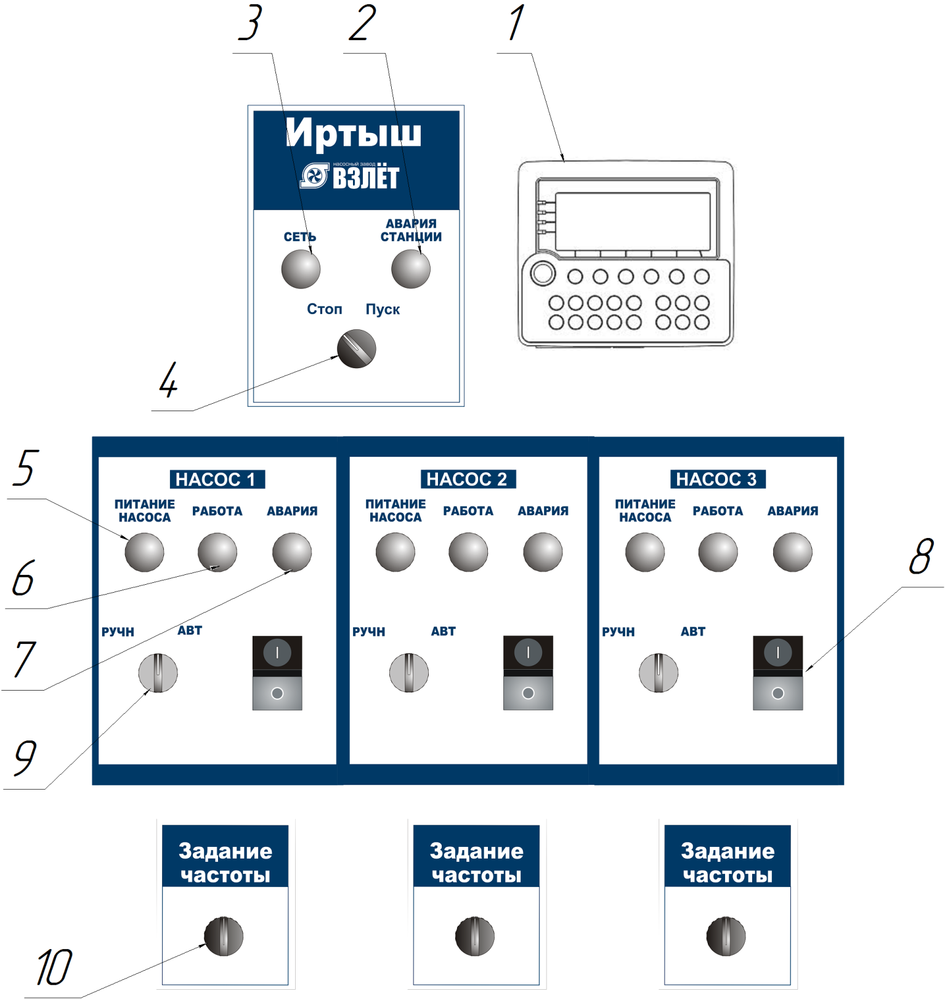 3 2 1
Иртыш
насосный завод
ВЗЛЁТ
СЕТЬ
АВАРИЯ
СТАНЦИИ
Стоп Пуск
4
5
НАСОС 1
ПИТАНИЕ
НАСОСА
РАБОТА
АВАРИЯ
6
7
РУЧН
АВТ
9
НАСОС 2
ПИТАНИЕ
НАСОСА
РАБОТА
АВАРИЯ
РУЧН
АВТ
НАСОС 3
ПИТАНИЕ
НАСОСА
РАБОТА
АВАРИЯ
8
РУЧН
АВТ
Задание
частоты
Задание
частоты
Задание
частоты
10